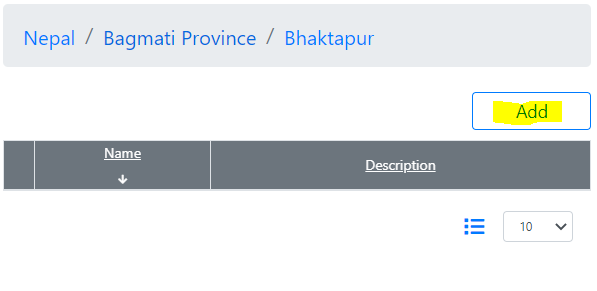 Nepal / Bagmati Province / Bhaktapur
Add
Name Description
10